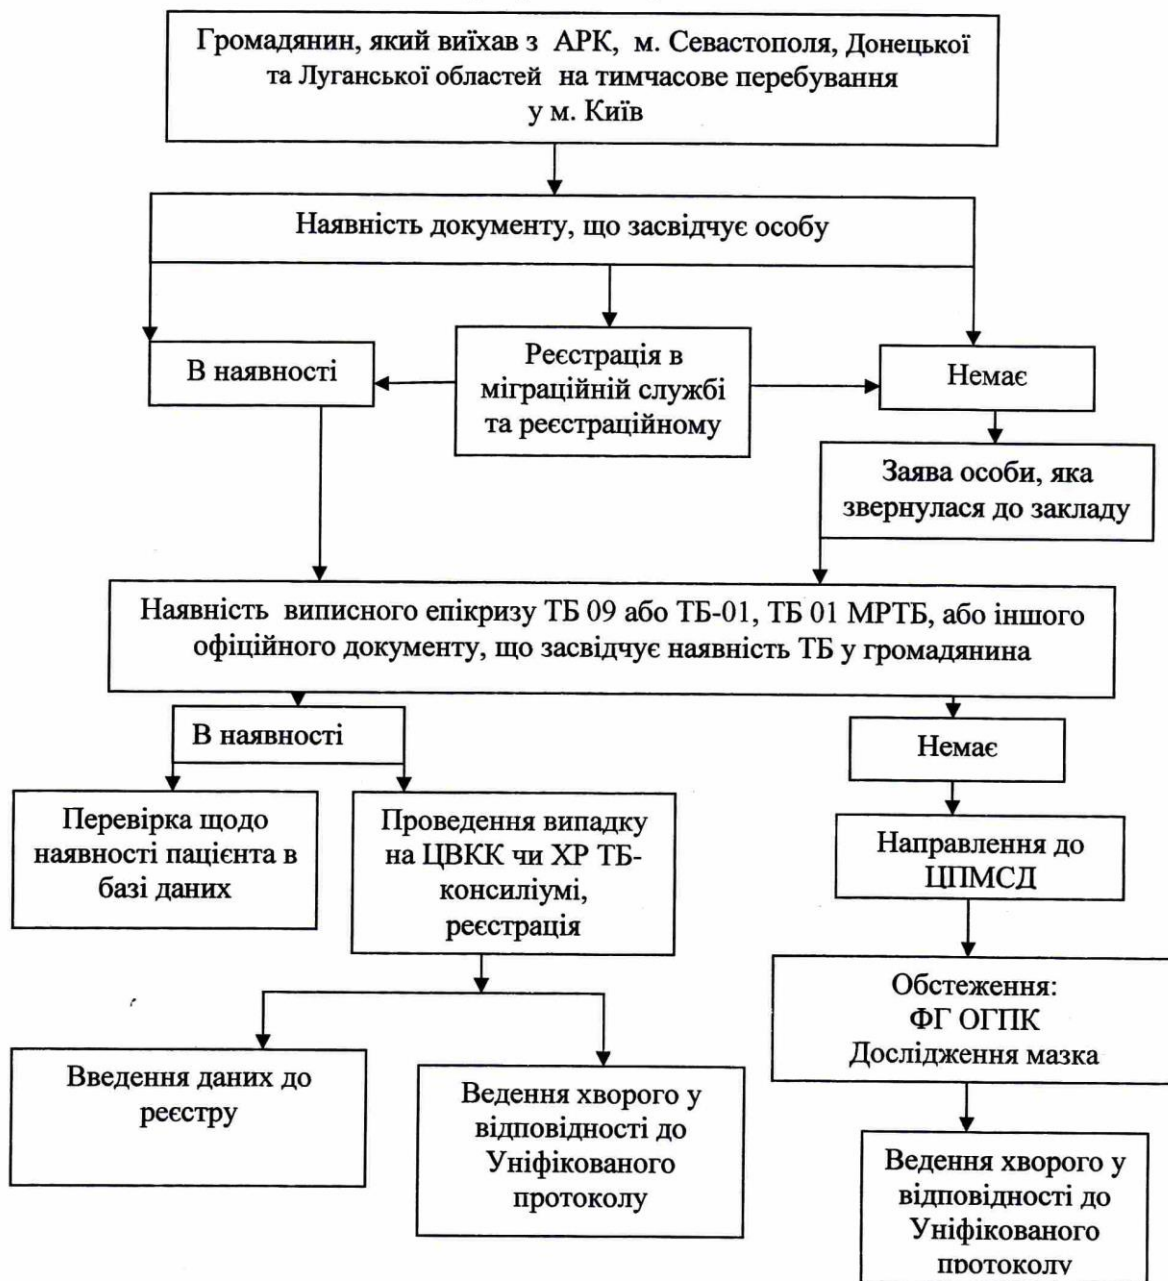 Громадянин, який виїхав з АРК, м. Севастополя, Донецької
та Луганської областей на тимчасове перебування
у м. Київ
Наявність документу, що засвідчує особу
В наявності
Реєстрація в
міграційній службі
та реєстраційному
Немає
Заява особи, яка
звернулася до закладу
Наявність виписного епікризу ТБ 09 або ТБ-01, ТБ 01 МРТБ, або іншого
офіційного документу, що засвідчує наявність ТБ у громадянина
В наявності
Немає
Перевірка щодо
наявності пацієнта в
базі даних
Проведення випадку
на ЦВКК чи ХР ТБ-
консиліумі,
реєстрація
Направлення до
ЦПМСД
Обстеження:
ФГ ОГПК
Дослідження мазка
Введення даних до
реєстру
Ведення хворого у
відповідності до
Уніфікованого
протоколу
Ведення хворого у
відповідності до
Уніфікованого
протоколу